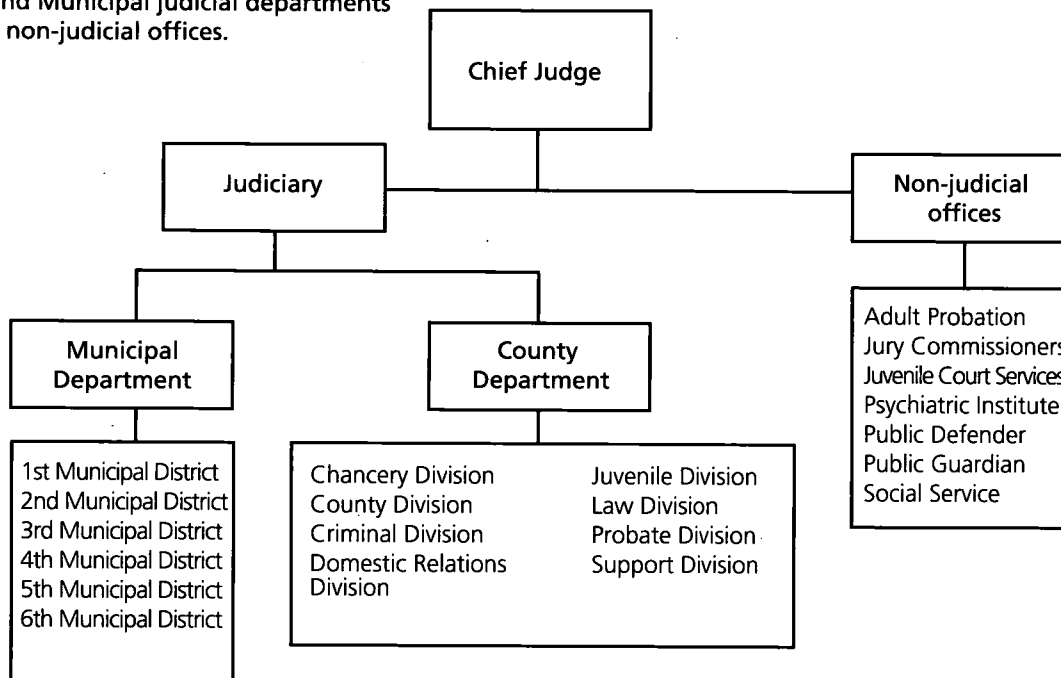 nd Municipal judicial departments
non-judicial offices.
Chief Judge
Judiciary
Non-judicial
offices
Municipal
Department
County
Department
Adult Probation
Jury Commissioners
Juvenile Court Services
Psychiatric Institute
Public Defender
Public Guardian
Social Service
1st Municipal District
2nd Municipal District
3rd Municipal District
4th Municipal District
5th Municipal District
6th Municipal District
Chancery Division
County Division
Criminal Division
Domestic Relations
Division
Juvenile Division
Law Division
Probate Division
Support Division